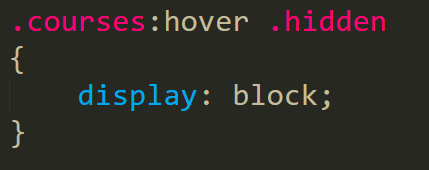 .courses:hover .hidden
{
    display: block;
}